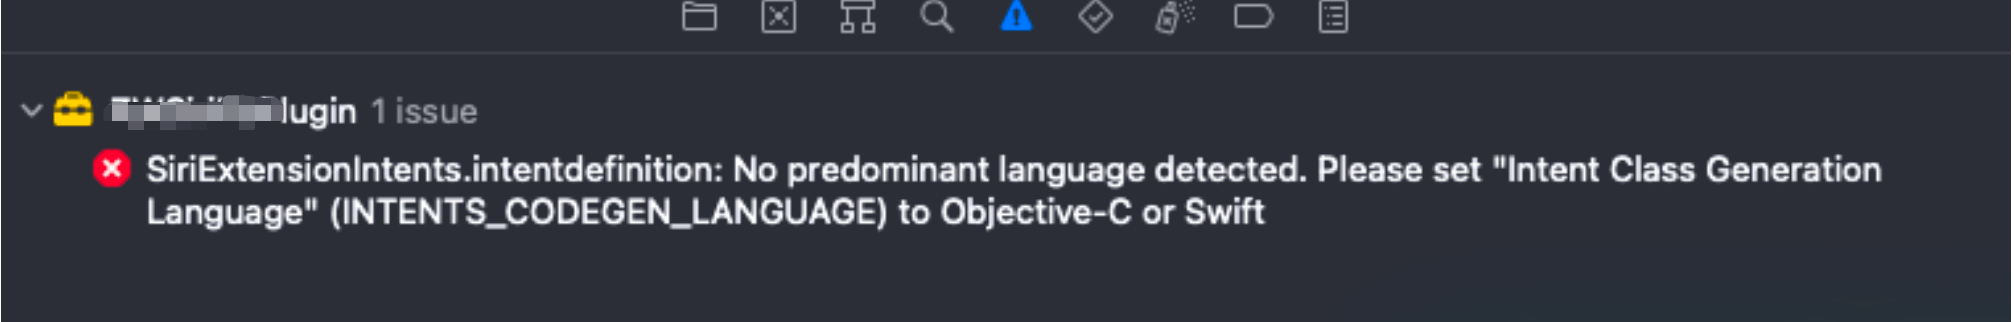 lugin 1 issue
SiriExtensionIntents.intentdefinition: No predominant language detected. Please set "Intent Class Generation
Language" (INTENTS_CODEGEN_LANGUAGE) to Objective-C or Swift